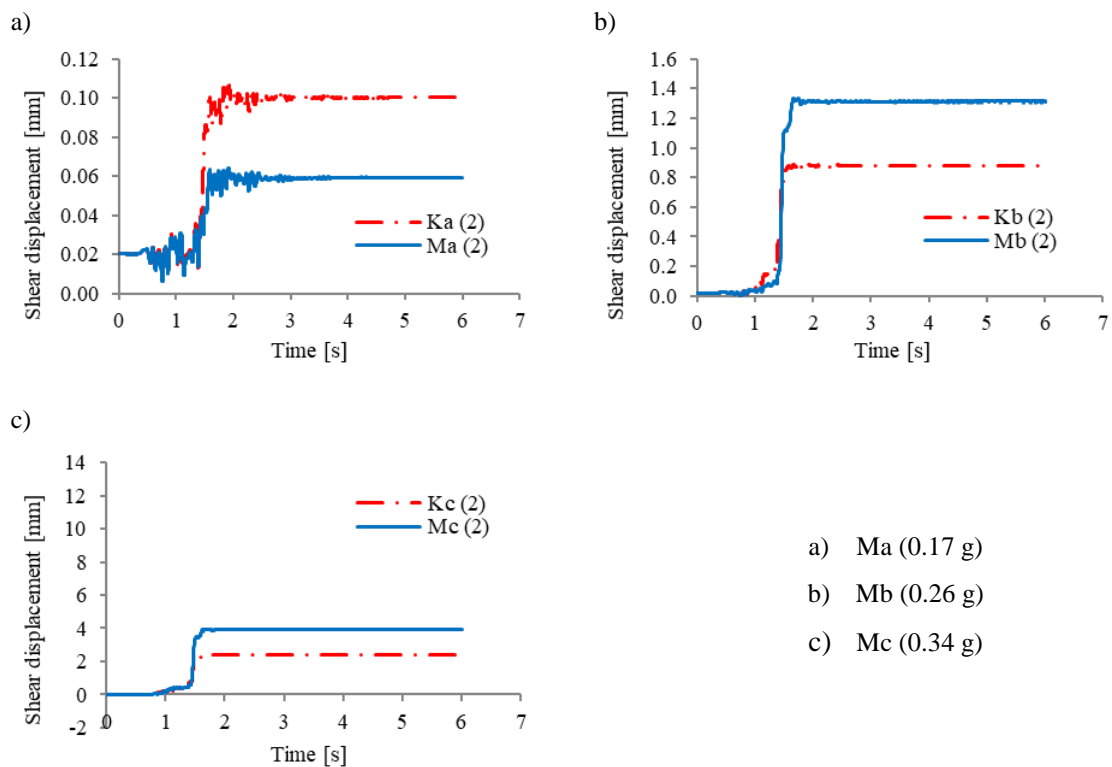 a)
Shear displacement [mm]
0.12
0.10
0.08
0.06
0.04
0.02
0.00
Ka (2)
Ma (2)
0 1 2 3 4 5 6 7
Time [s]
b)
Shear displacement [mm]
1.6
1.4
1.2
1.0
0.8
0.6
0.4
0.2
0.0
Kb (2)
Mb (2)
0 1 2 3 4 5 6 7
Time [s]
c)
Shear displacement [mm]
14
12
10
8
6
4
2
0
-2
Kc (2)
Mc (2)
0 1 2 3 4 5 6 7
Time [s]
a) Ma (0.17 g)
b) Mb (0.26 g)
c) Mc (0.34 g)